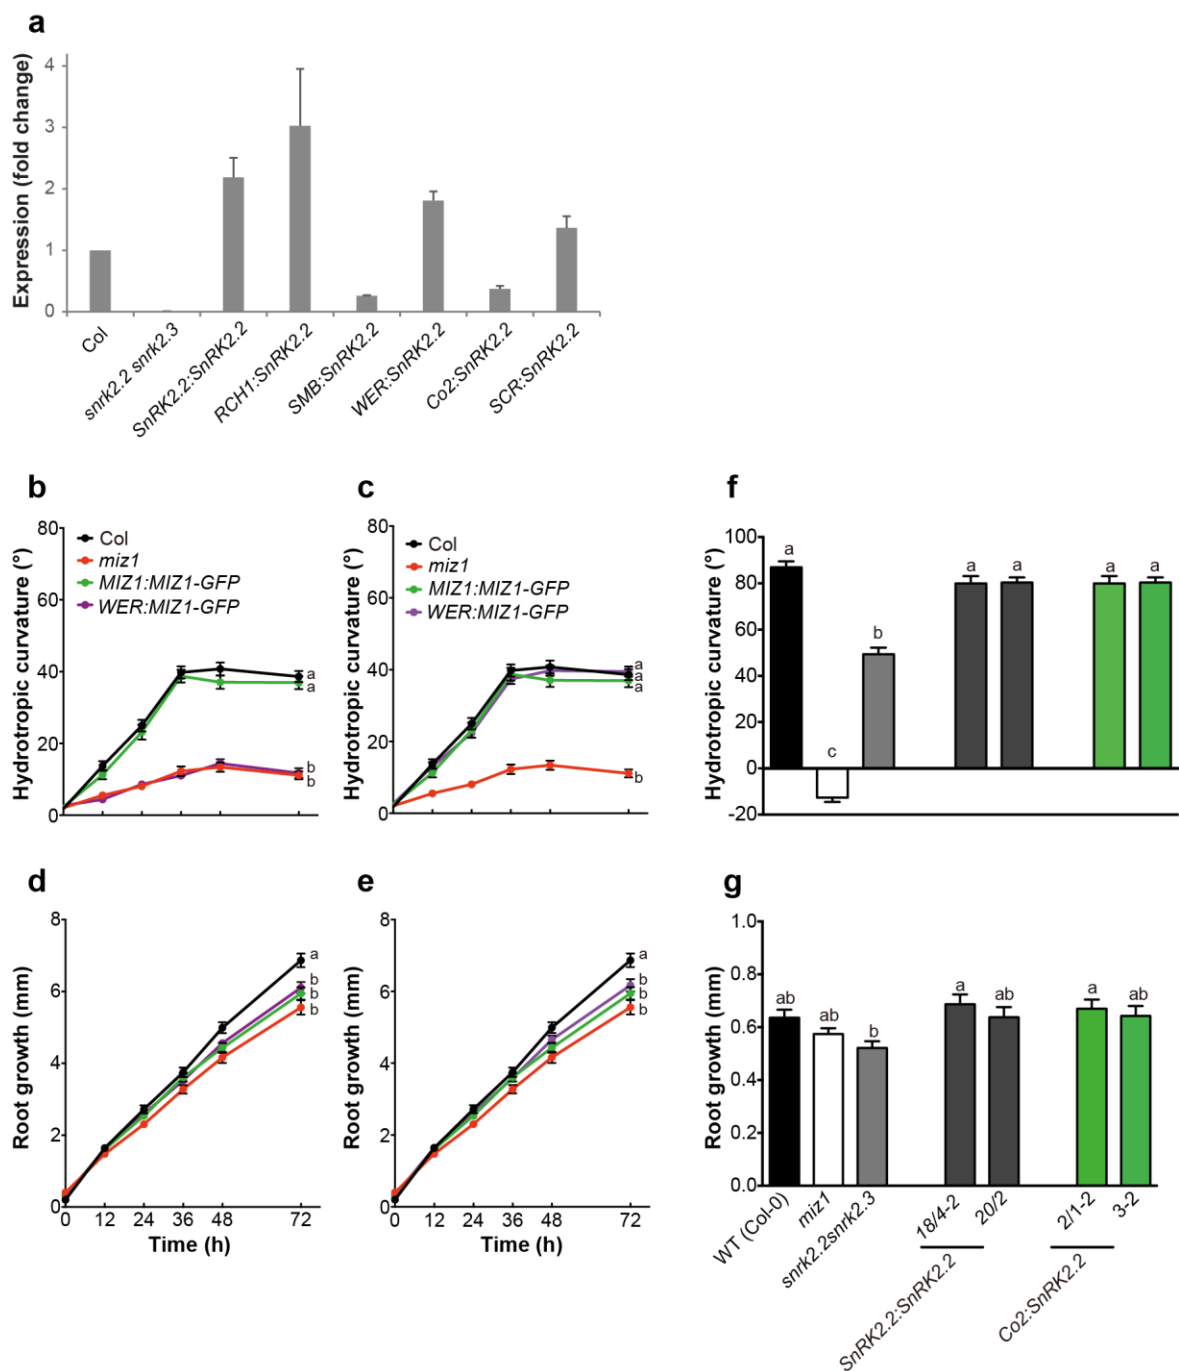 a
Expression (fold change)
4
3
2
1
0
Col
snrk2.2 snrk2.3
SnRK2.2:SnRK2.2
RCH1:SnRK2.2
SMB:SnRK2.2
WER:SnRK2.2
Co2:SnRK2.2
SCR:SnRK2.2
b
Hydrotropic curvature (°)
80
60
40
20
0
Col
miz1
MIZ1:MIZ1-GFP
WER:MIZ1-GFP
a
a
b
b
c
Hydrotropic curvature (°)
80
60
40
20
0
Col
miz1
MIZ1:MIZ1-GFP
WER:MIZ1-GFP
a
a
a
b
f
Hydrotropic curvature (°)
100
80
60
40
20
0
-20
a
c
b
a
a
a
a
d
Root growth (mm)
8
6
4
2
0
a
b
b
b
0 12 24 36 48 72
Time (h)
e
Root growth (mm)
8
6
4
2
0
a
b
b
b
0 12 24 36 48 72
Time (h)
g
Root growth (mm)
1.0
0.8
0.6
0.4
0.2
0.0
ab
ab
b
a
ab
a
ab
WT (Col-0)
miz1
snrk2.2snrk2.3
18/4-2
20/2
SnRK2.2:SnRK2.2
2/1-2
3-2
Co2:SnRK2.2